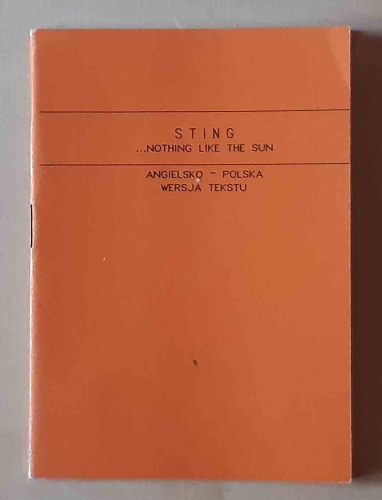 STING
...NOTHING LIKE THE SUN
ANGIELSKO - POLSKA
WERSJA TEKSTU